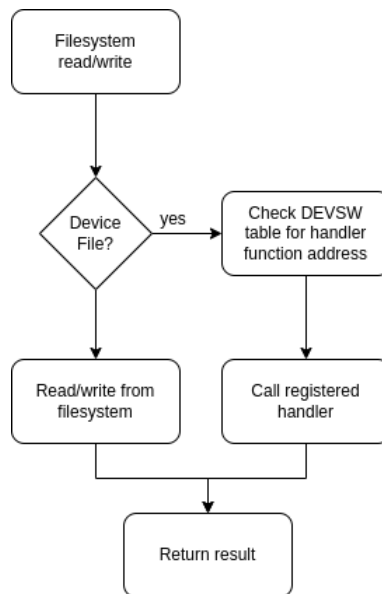 Filesystem
read/write
Device
File?
yes
Check DEVSW
table for handler
function address
Read/write from
filesystem
Call registered
handler
Return result